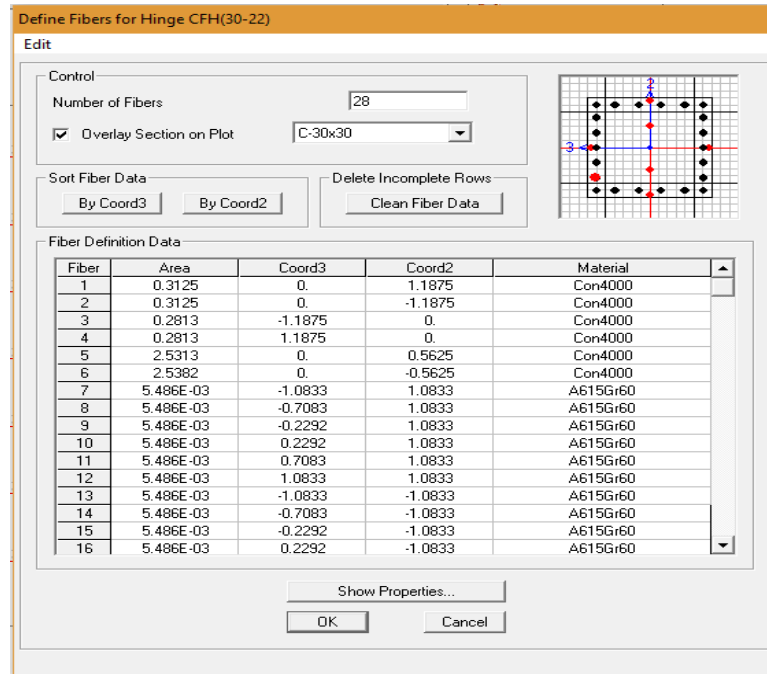 Define Fibers for Hinge CFH(30-22)
Edit
Control
Number of Fibers 28
Overlay Section on Plot C-30x30
Sort Fiber Data
By Coord3 By Coord2
Delete Incomplete Rows
Clean Fiber Data
2
3
Fiber Definition Data
Fiber Area Coord3 Coord2 Material
1 0.3125 0. 1.1875 Con4000
2 0.3125 0. -1.1875 Con4000
3 0.2813 -1.1875 0. Con4000
4 0.2813 1.1875 0. Con4000
5 2.5313 0. 0.5625 Con4000
6 2.5382 0. -0.5625 Con4000
7 5.486E-03 -1.0833 1.0833 A615Gr60
8 5.486E-03 -0.7083 1.0833 A615Gr60
9 5.486E-03 -0.2292 1.0833 A615Gr60
10 5.486E-03 0.2292 1.0833 A615Gr60
11 5.486E-03 0.7083 1.0833 A615Gr60
12 5.486E-03 1.0833 1.0833 A615Gr60
13 5.486E-03 -1.0833 -1.0833 A615Gr60
14 5.486E-03 -0.7083 -1.0833 A615Gr60
15 5.486E-03 -0.2292 -1.0833 A615Gr60
16 5.486E-03 0.2292 -1.0833 A615Gr60
Show Properties...
OK Cancel